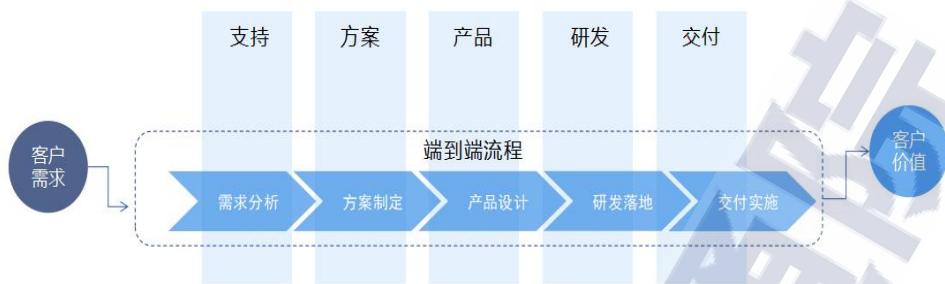 支持
方案
产品
研发
交付
客户
需求
端到端流程
需求分析
方案制定
产品设计
研发落地
交付实施
客户
价值